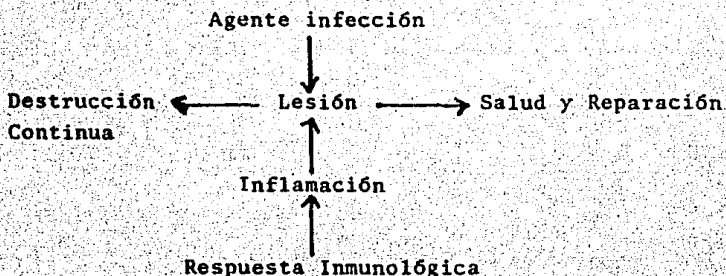 Agente infección
Destrucción Lesión Salud y Reparación
Continua
Inflamación
Respuesta Inmunológica